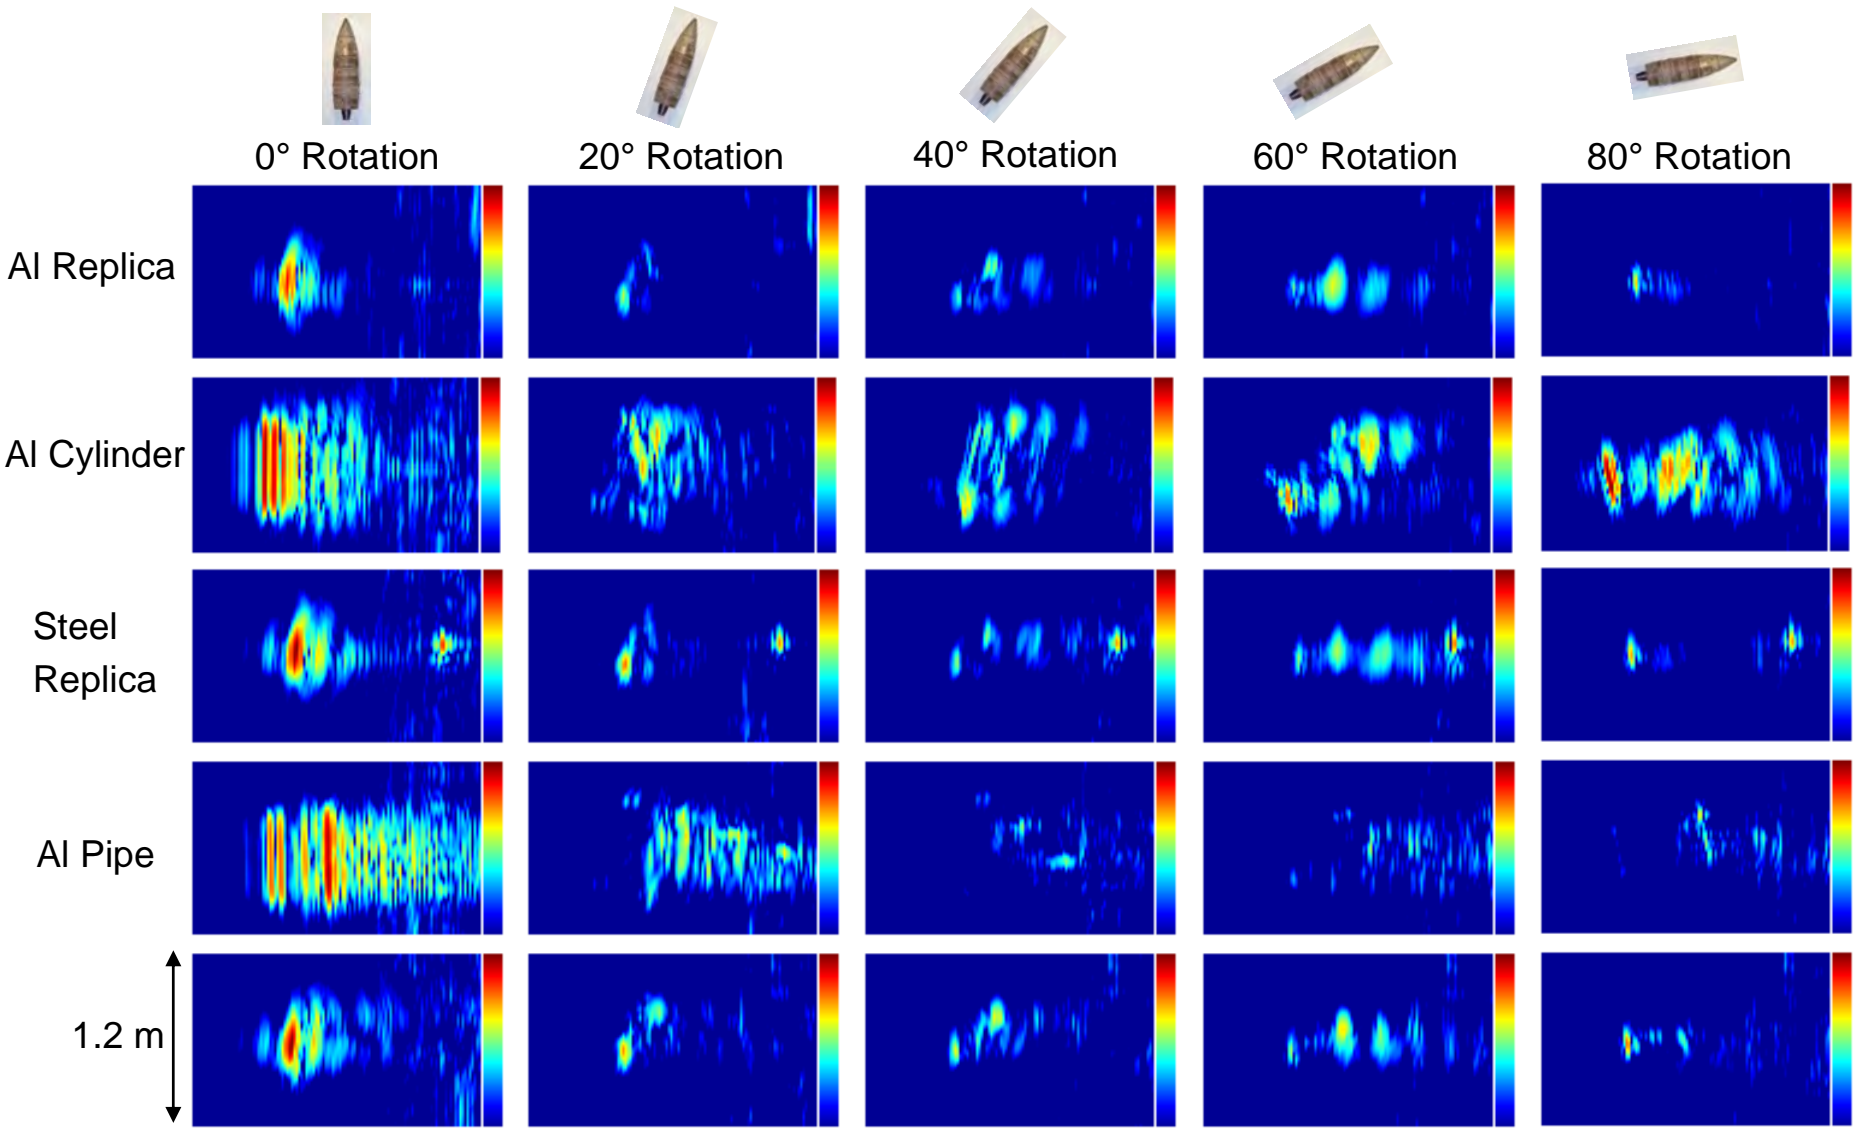 0° Rotation 20° Rotation 40° Rotation 60° Rotation 80° Rotation
Al Replica
Al Cylinder
Steel
Replica
Al Pipe
1.2 m